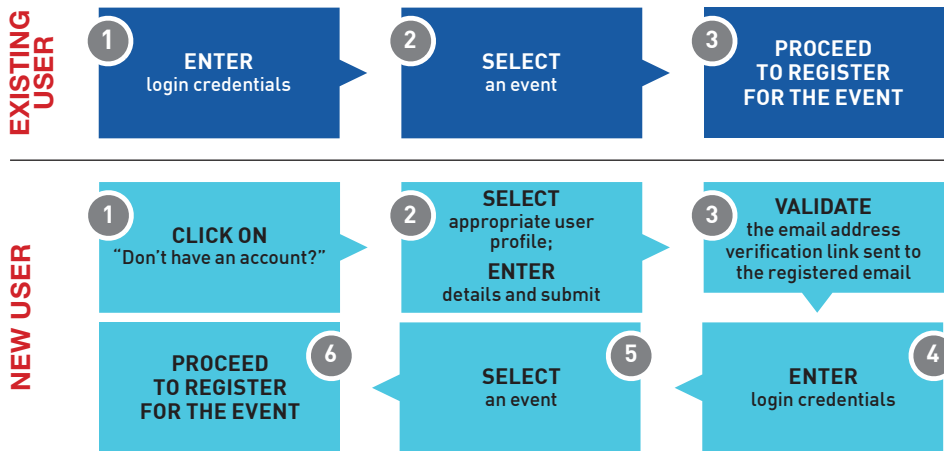 EXISTING
USER
1
ENTER
login credentials
2
SELECT
an event
3
PROCEED
TO REGISTER
FOR THE EVENT
NEW USER
1
CLICK ON
“Don’t have an account?”
2
SELECT
appropriate user
profile;
ENTER
details and submit
3
VALIDATE
the email address
verification link sent to
the registered email
4
ENTER
login credentials
5
SELECT
an event
6
PROCEED
TO REGISTER
FOR THE EVENT